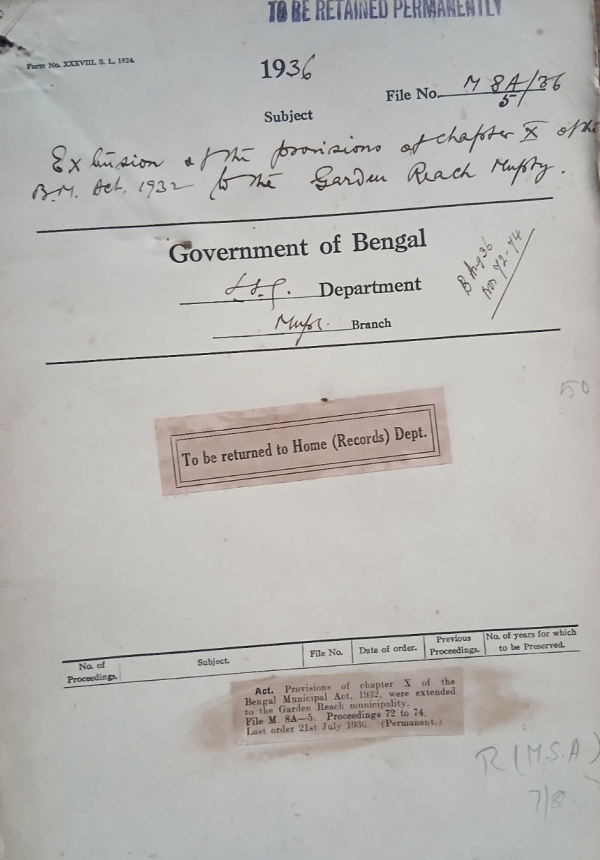 TO BE RETAINED PERMANENTLY
Form No. XXXVIII, S. L., 1924.
1936
File No. M 8A/36
5
Subject
of the provisions of chapter X of the
B.M. Act, 1932 to the Garden Reach Mufsty.
Government of Bengal
L.S.G. Department
Branch
B Aug 36
Nos 72-74
50
To be returned to Home (Records) Dept.
No. of Proceedings. Subject. File No. Date of order. Previous Proceedings. No. of years for which to be Preserved.
Act. Provisions of chapter X of the
Bengal Municipal Act, 1932, were extended
to the Garden Reach municipality.
File M. 8A—5. Proceedings 72 to 74.
Last order 21st July 1936. (Permanent.)
R (M.S.A)
7/8